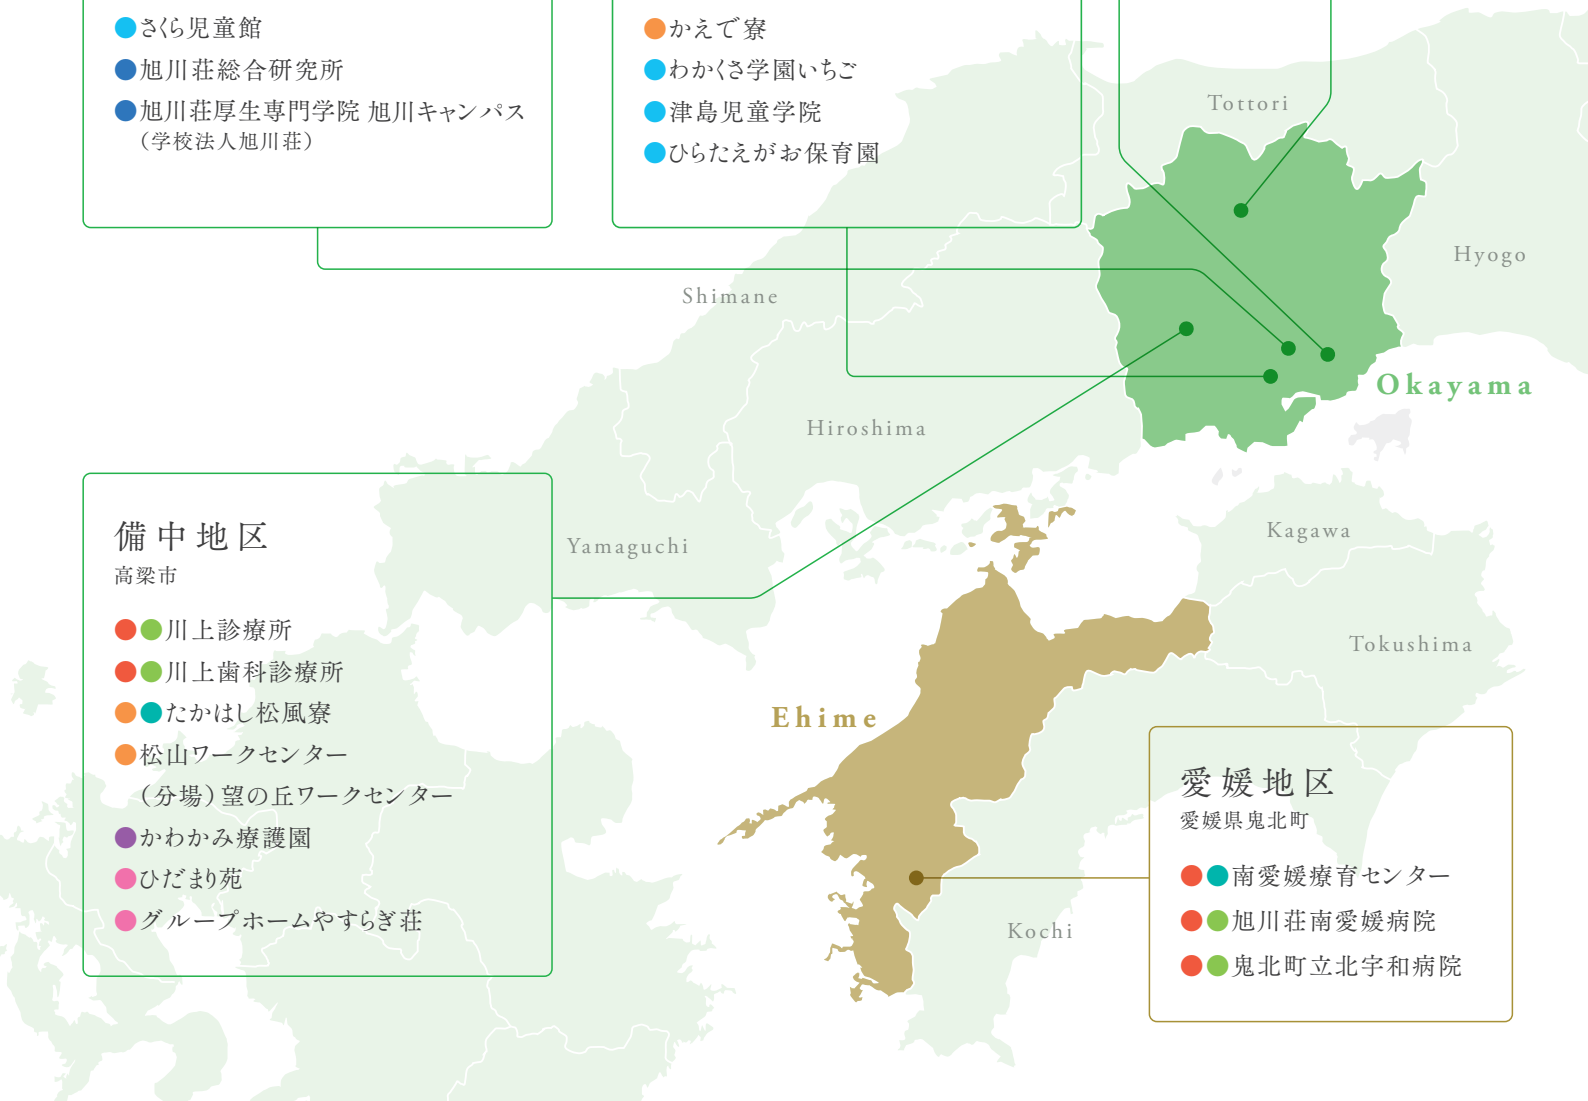 さくら児童館
旭川荘総合研究所
旭川荘厚生専門学院 旭川キャンパス
（学校法人旭川荘）
かえで寮
わかくさ学園いちご
津島児童学院
ひらたえがお保育園
Tottori
Hyogo
Shimane
Okayama
Hiroshima
Yamaguchi
Kagawa
Tokushima
Ehime
Kochi
備中地区
高梁市
川上診療所
川上歯科診療所
たかはし松風寮
松山ワークセンター
（分場）望の丘ワークセンター
かわかみ療護園
ひだまり苑
グループホームやすらぎ荘
愛媛地区
愛媛県鬼北町
南愛媛療育センター
旭川荘南愛媛病院
鬼北町立北宇和病院